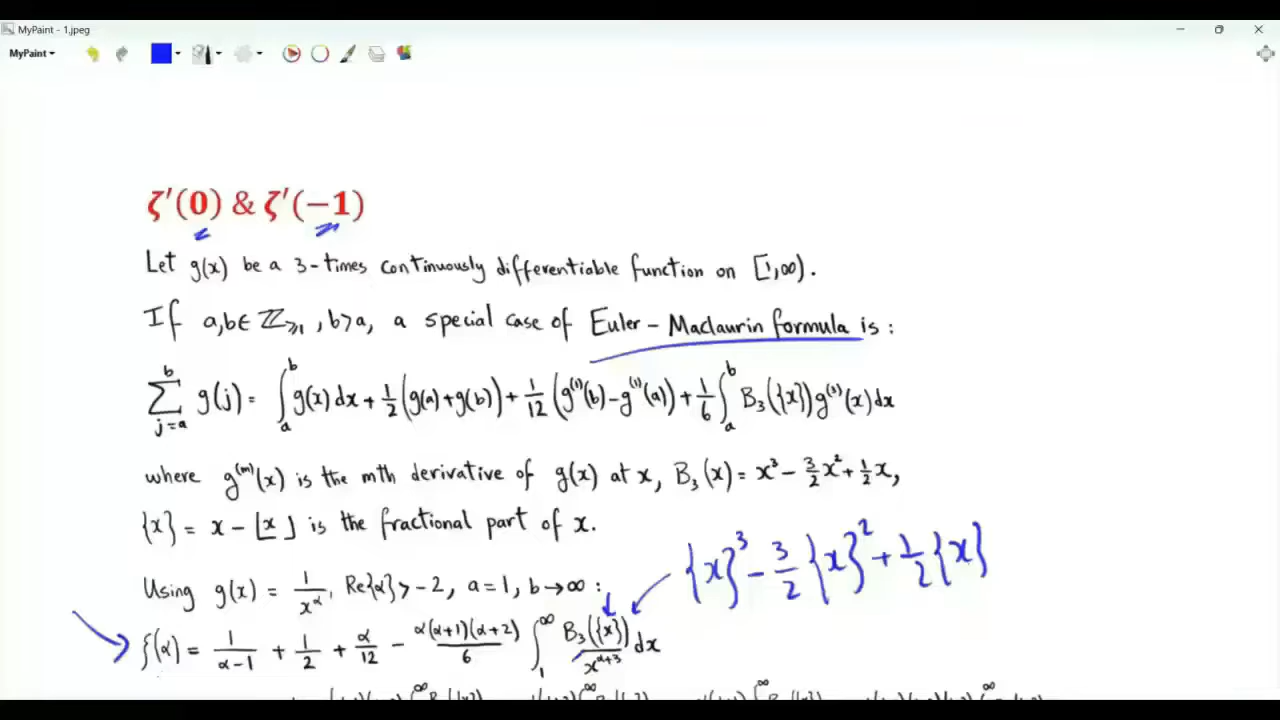 MyPaint - 1.jpeg
MyPaint
ζ′(0) & ζ′(−1)
Let g(x) be a 3-times continuously differentiable function on [1,∞).
If a,b∈ ℤ⩾1 , b>a, a special case of Euler – Maclaurin formula is :
∑_{j=a}^{b} g(j) = ∫_a^b g(x) dx + 1/2 (g(a)+g(b)) + 1/12 (g^(1)(b) − g^(1)(a)) + 1/6 ∫_a^b B₃({x}) g^(3)(x) dx
where g^(m)(x) is the mth derivative of g(x) at x, B₃(x) = x³ − 3/2 x² + 1/2 x,
{x} = x − ⌊x⌋ is the fractional part of x.
{x}³ − 3/2 {x}² + 1/2 {x}
Using g(x) = 1/x^α, Re{α} > −2, a=1, b→∞ :
ζ(α) = 1/(α−1) + 1/2 + α/12 − α(α+1)(α+2)/6 ∫_1^∞ B₃({x})/x^(α+3) dx